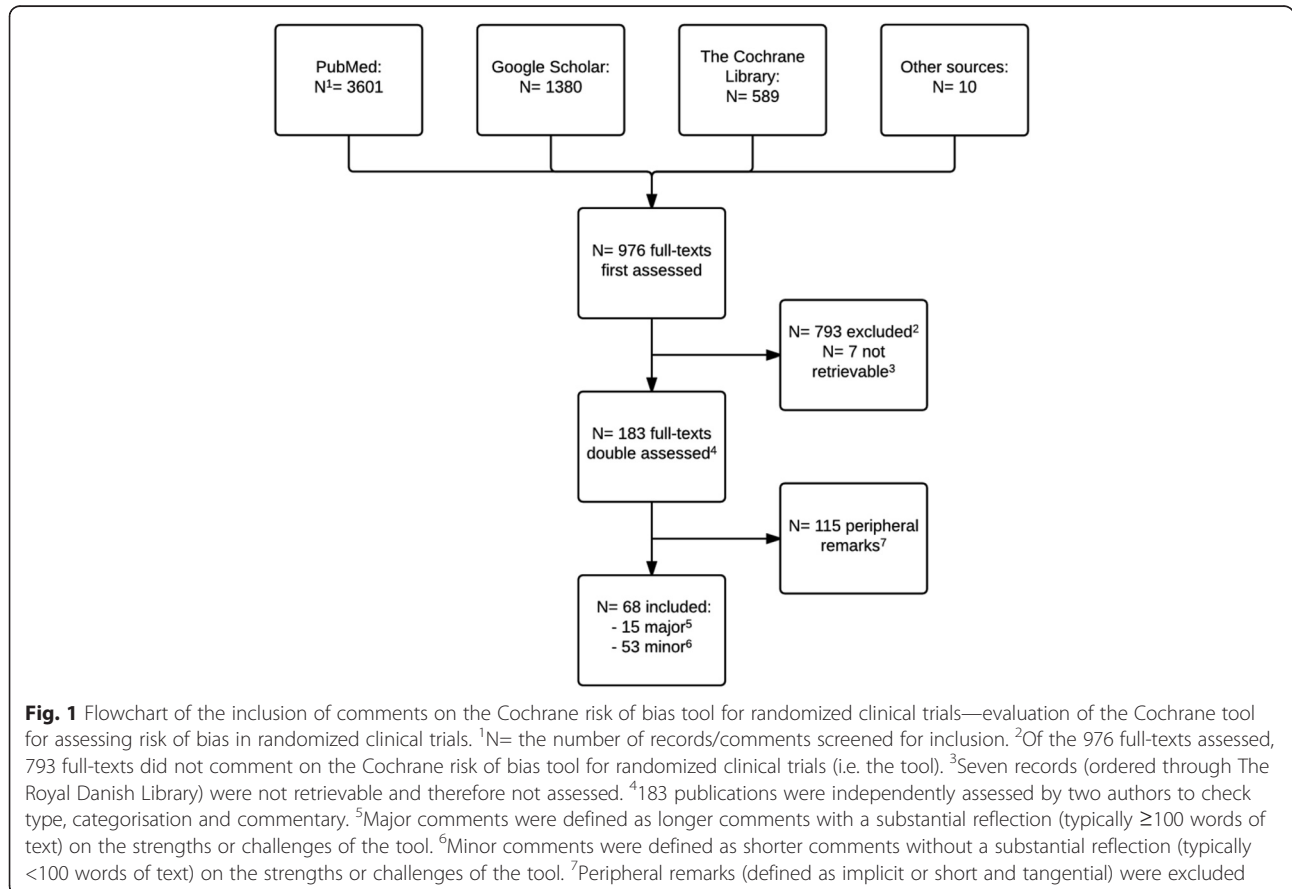 PubMed:
N¹= 3601
Google Scholar:
N= 1380
The Cochrane
Library:
N= 589
Other sources:
N= 10
N= 976 full-texts
first assessed
N= 793 excluded²
N= 7 not
retrievable³
N= 183 full-texts
double assessed⁴
N= 115 peripheral
remarks⁷
N= 68 included:
- 15 major⁵
- 53 minor⁶
Fig. 1 Flowchart of the inclusion of comments on the Cochrane risk of bias tool for randomized clinical trials—evaluation of the Cochrane tool
for assessing risk of bias in randomized clinical trials. ¹N= the number of records/comments screened for inclusion. ²Of the 976 full-texts assessed,
793 full-texts did not comment on the Cochrane risk of bias tool for randomized clinical trials (i.e. the tool). ³Seven records (ordered through The
Royal Danish Library) were not retrievable and therefore not assessed. ⁴183 publications were independently assessed by two authors to check
type, categorisation and commentary. ⁵Major comments were defined as longer comments with a substantial reflection (typically ≥100 words of
text) on the strengths or challenges of the tool. ⁶Minor comments were defined as shorter comments without a substantial reflection (typically
<100 words of text) on the strengths or challenges of the tool. ⁷Peripheral remarks (defined as implicit or short and tangential) were excluded